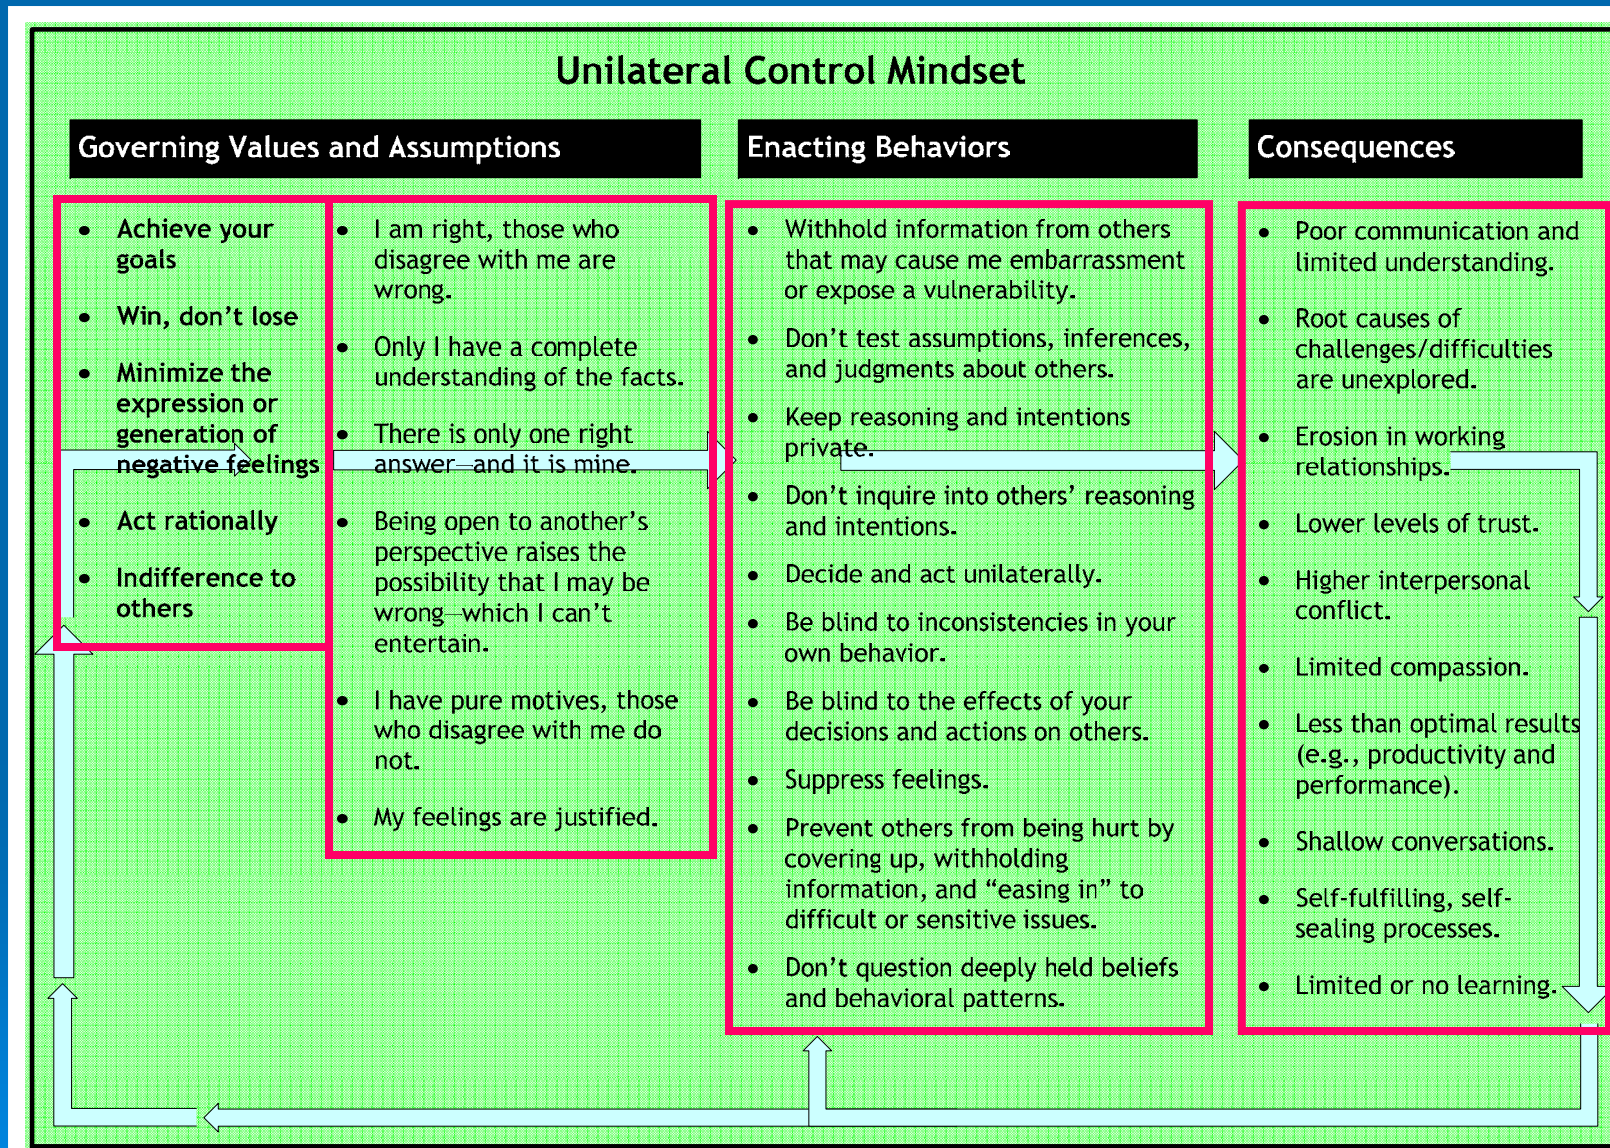 Unilateral Control Mindset
Governing Values and Assumptions
• Achieve your
goals
• Win, don’t lose
• Minimize the
expression or
generation of
negative feelings
• Act rationally
• Indifference to
others
• I am right, those who
disagree with me are
wrong.
• Only I have a complete
understanding of the facts.
• There is only one right
answer—and it is mine.
• Being open to another’s
perspective raises the
possibility that I may be
wrong—which I can’t
entertain.
• I have pure motives, those
who disagree with me do
not.
• My feelings are justified.
Enacting Behaviors
• Withhold information from others
that may cause me embarrassment
or expose a vulnerability.
• Don’t test assumptions, inferences,
and judgments about others.
• Keep reasoning and intentions
private.
• Don’t inquire into others’ reasoning
and intentions.
• Decide and act unilaterally.
• Be blind to inconsistencies in your
own behavior.
• Be blind to the effects of your
decisions and actions on others.
• Suppress feelings.
• Prevent others from being hurt by
covering up, withholding
information, and “easing in” to
difficult or sensitive issues.
• Don’t question deeply held beliefs
and behavioral patterns.
Consequences
• Poor communication and
limited understanding.
• Root causes of
challenges/difficulties
are unexplored.
• Erosion in working
relationships.
• Lower levels of trust.
• Higher interpersonal
conflict.
• Limited compassion.
• Less than optimal results
(e.g., productivity and
performance).
• Shallow conversations.
• Self-fulfilling, self-
sealing processes.
• Limited or no learning.